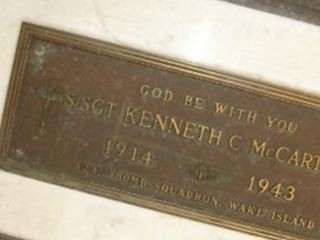 GOD BE WITH YOU
S/SGT KENNETH C McCART
1914 1943
BOMB SQUADRON, WAKE ISLAND